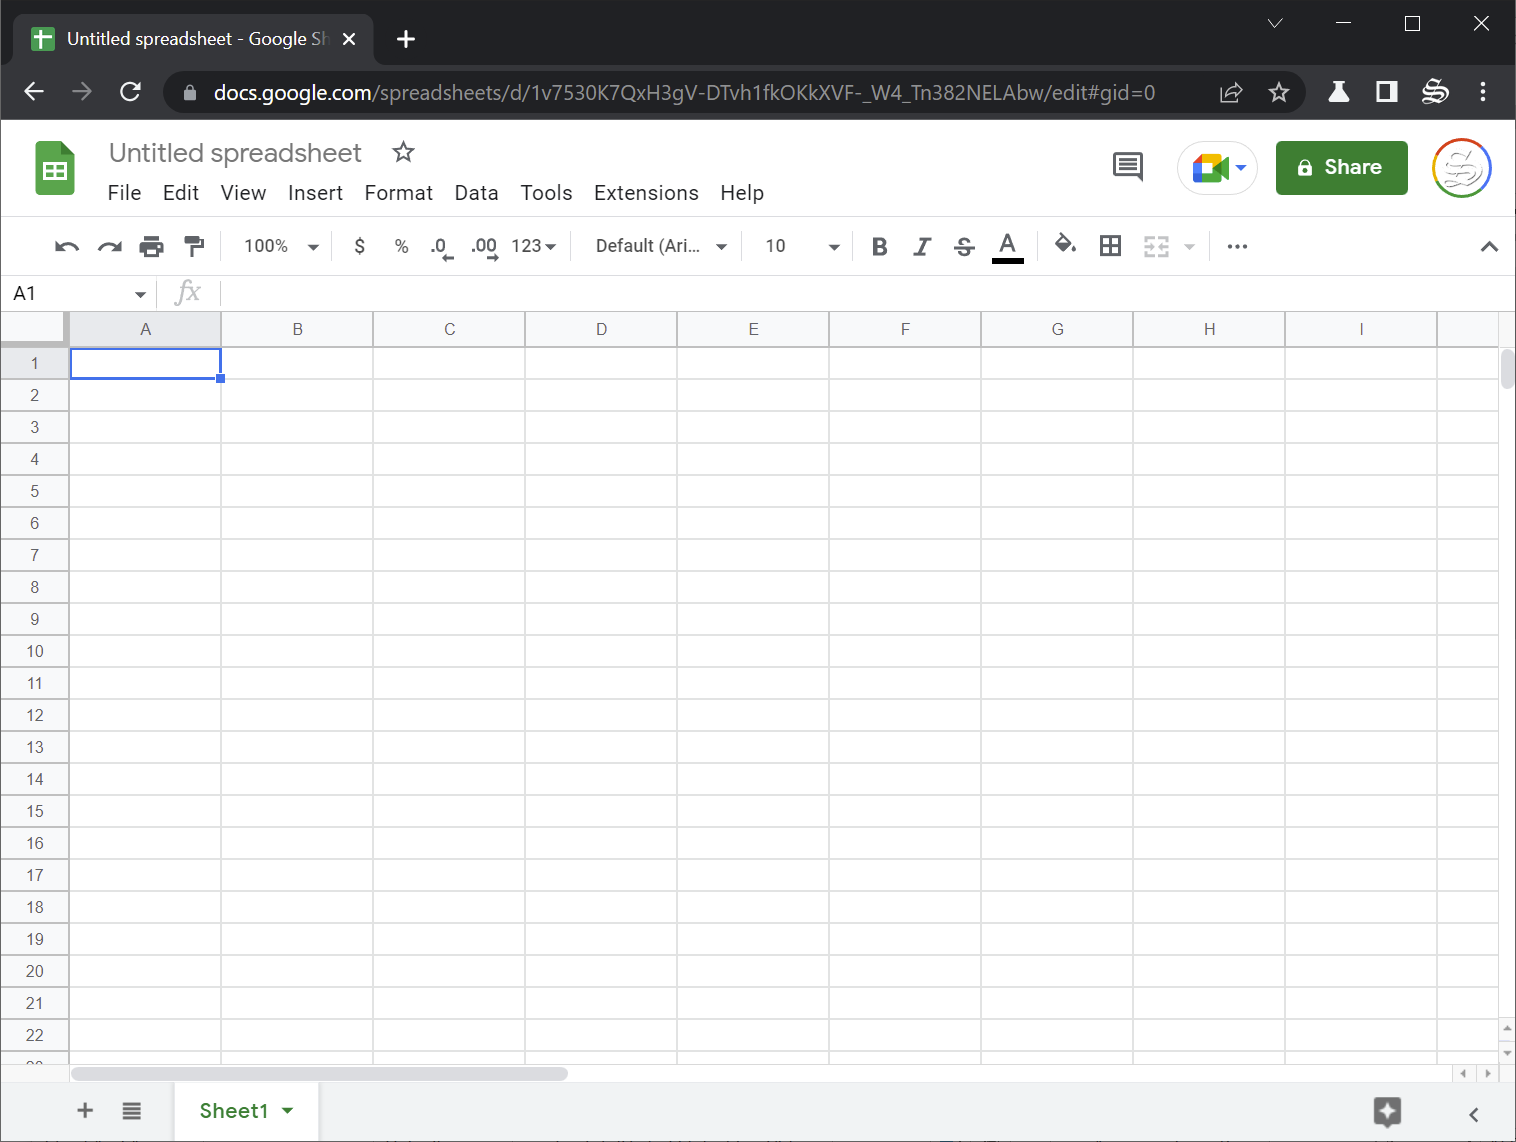 Untitled spreadsheet - Google Sh
docs.google.com/spreadsheets/d/1v7530K7QxH3gV-DTvh1fkOKkXVF-_W4_Tn382NELAbw/edit#gid=0
Untitled spreadsheet
File Edit View Insert Format Data Tools Extensions Help
Share
100% $ % .0 .00 123 Default (Ari... 10 B I S A
A1 fx
A B C D E F G H I
1
2
3
4
5
6
7
8
9
10
11
12
13
14
15
16
17
18
19
20
21
22
Sheet1